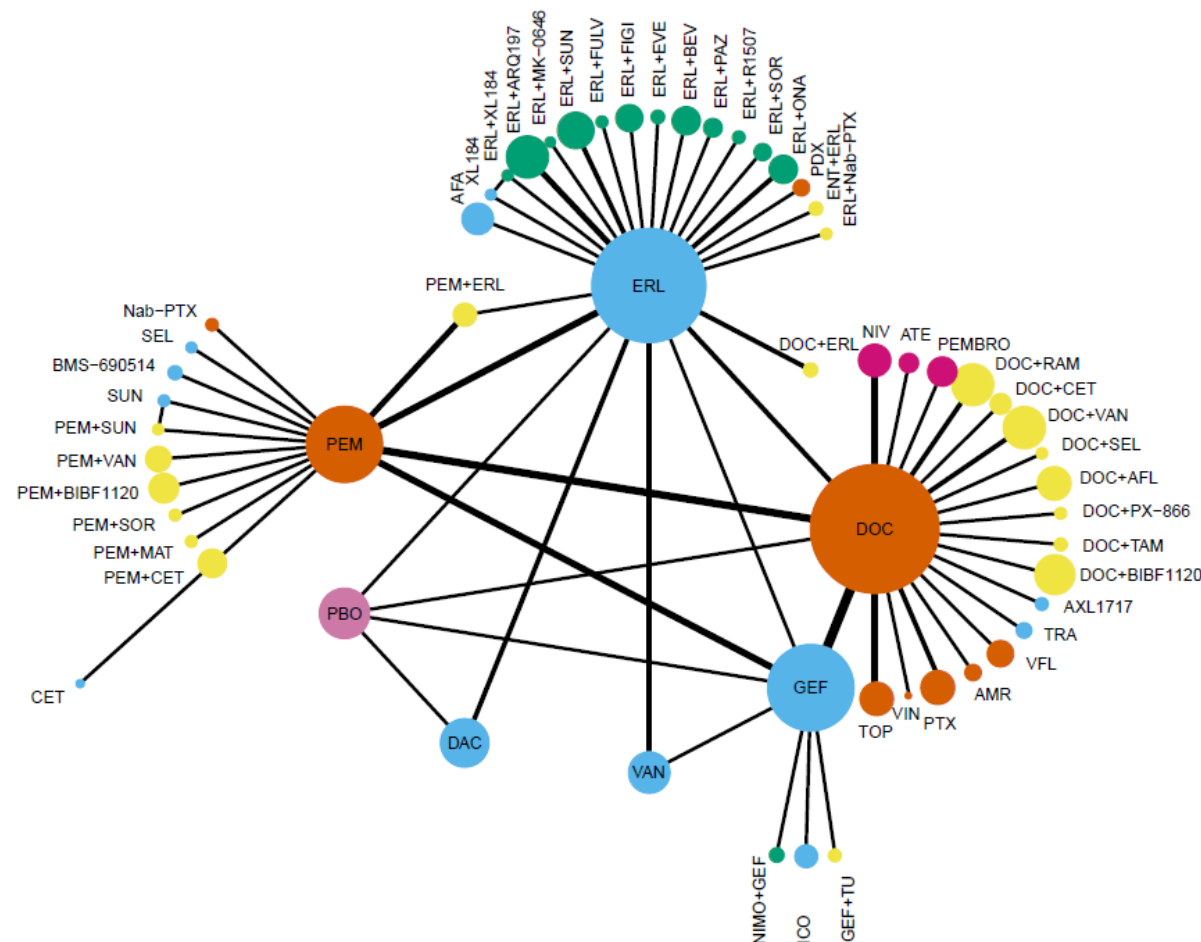 AFA
XL184
ERL+XL184
ERL+ARQ197
ERL+MK-0646
ERL+SUN
ERL+FULV
ERL+FIGI
ERL+EVE
ERL+BEV
ERL+PAZ
ERL+R1507
ERL+SOR
ERL+ONA
PDX
ENT+ERL
ERL+Nab-PTX
ERL
PEM+ERL
DOC+ERL
Nab-PTX
SEL
BMS-690514
SUN
PEM+SUN
PEM+VAN
PEM+BIBF1120
PEM+SOR
PEM+MAT
PEM+CET
CET
PEM
NIV
ATE
PEMBRO
DOC+RAM
DOC+CET
DOC+VAN
DOC+SEL
DOC+AFL
DOC+PX-866
DOC+TAM
DOC+BIBF1120
AXL1717
TRA
VFL
AMR
PTX
VIN
TOP
DOC
PBO
GEF
DAC
VAN
NIMO+GEF
ICO
GEF+TU